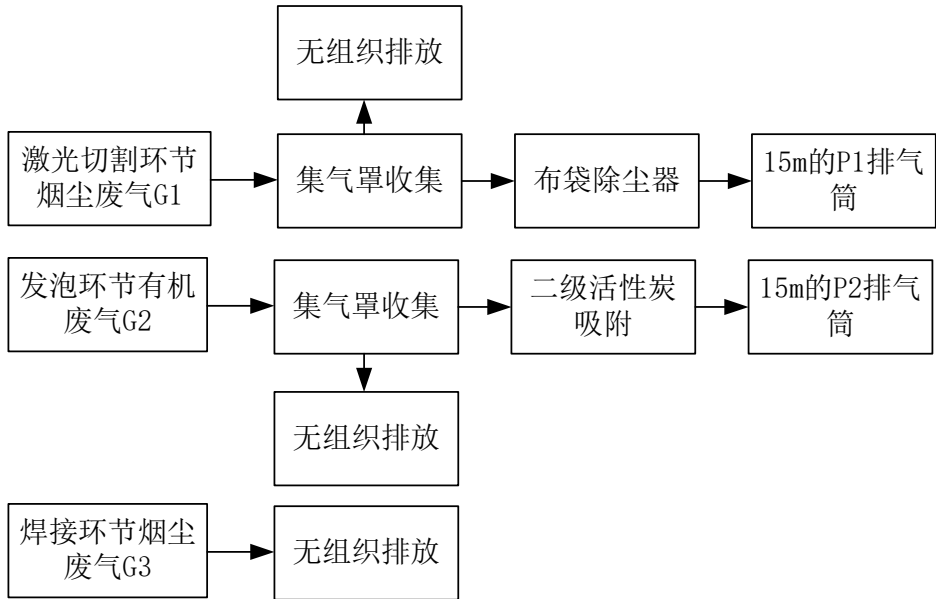 无组织排放
激光切割环节
烟尘废气G1
集气罩收集
布袋除尘器
15m的P1排气
筒
发泡环节有机
废气G2
集气罩收集
二级活性炭
吸附
15m的P2排气
筒
无组织排放
焊接环节烟尘
废气G3
无组织排放